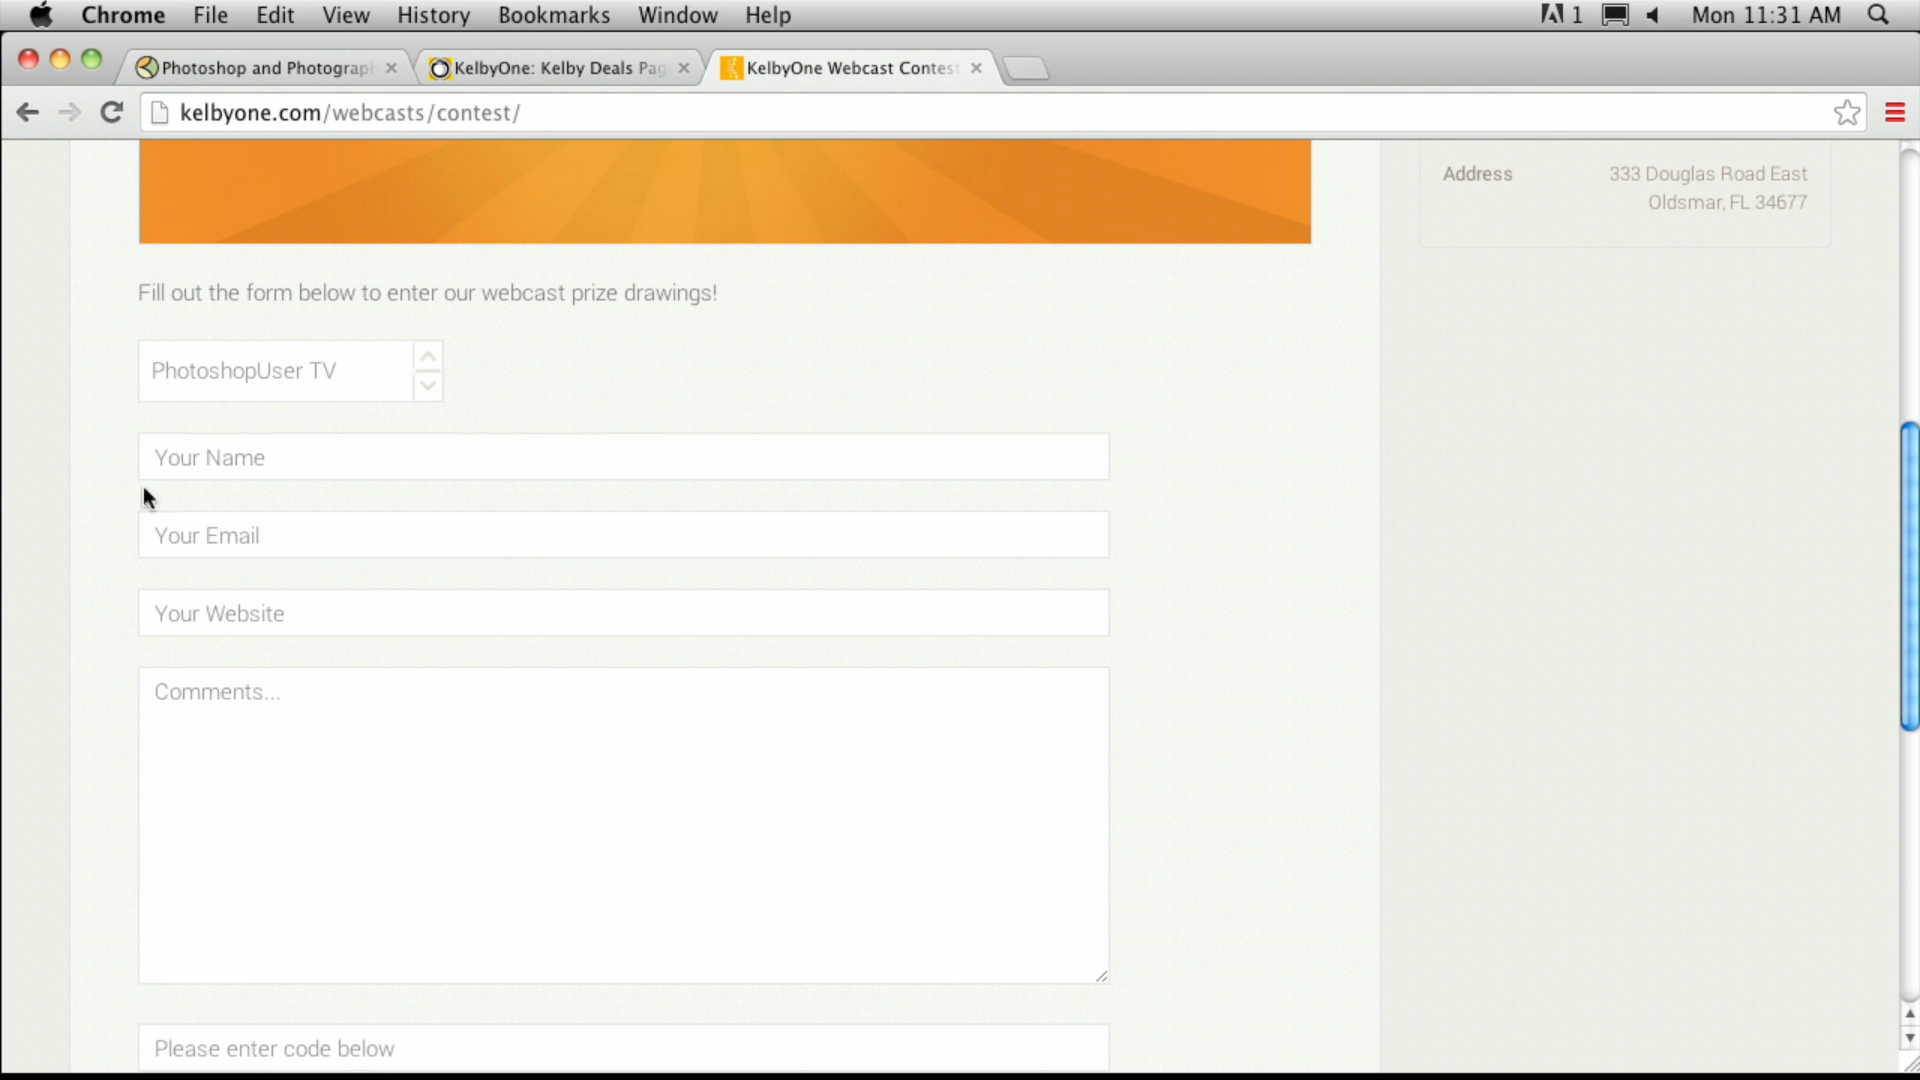 Chrome File Edit View History Bookmarks Window Help 1 Mon 11:31 AM
Photoshop and Photograp KelbyOne: Kelby Deals Pag KelbyOne Webcast Contest
kelbyone.com/webcasts/contest/
Address 333 Douglas Road East
Oldsmar, FL 34677
Fill out the form below to enter our webcast prize drawings!
PhotoshopUser TV
Your Name
Your Email
Your Website
Comments...
Please enter code below